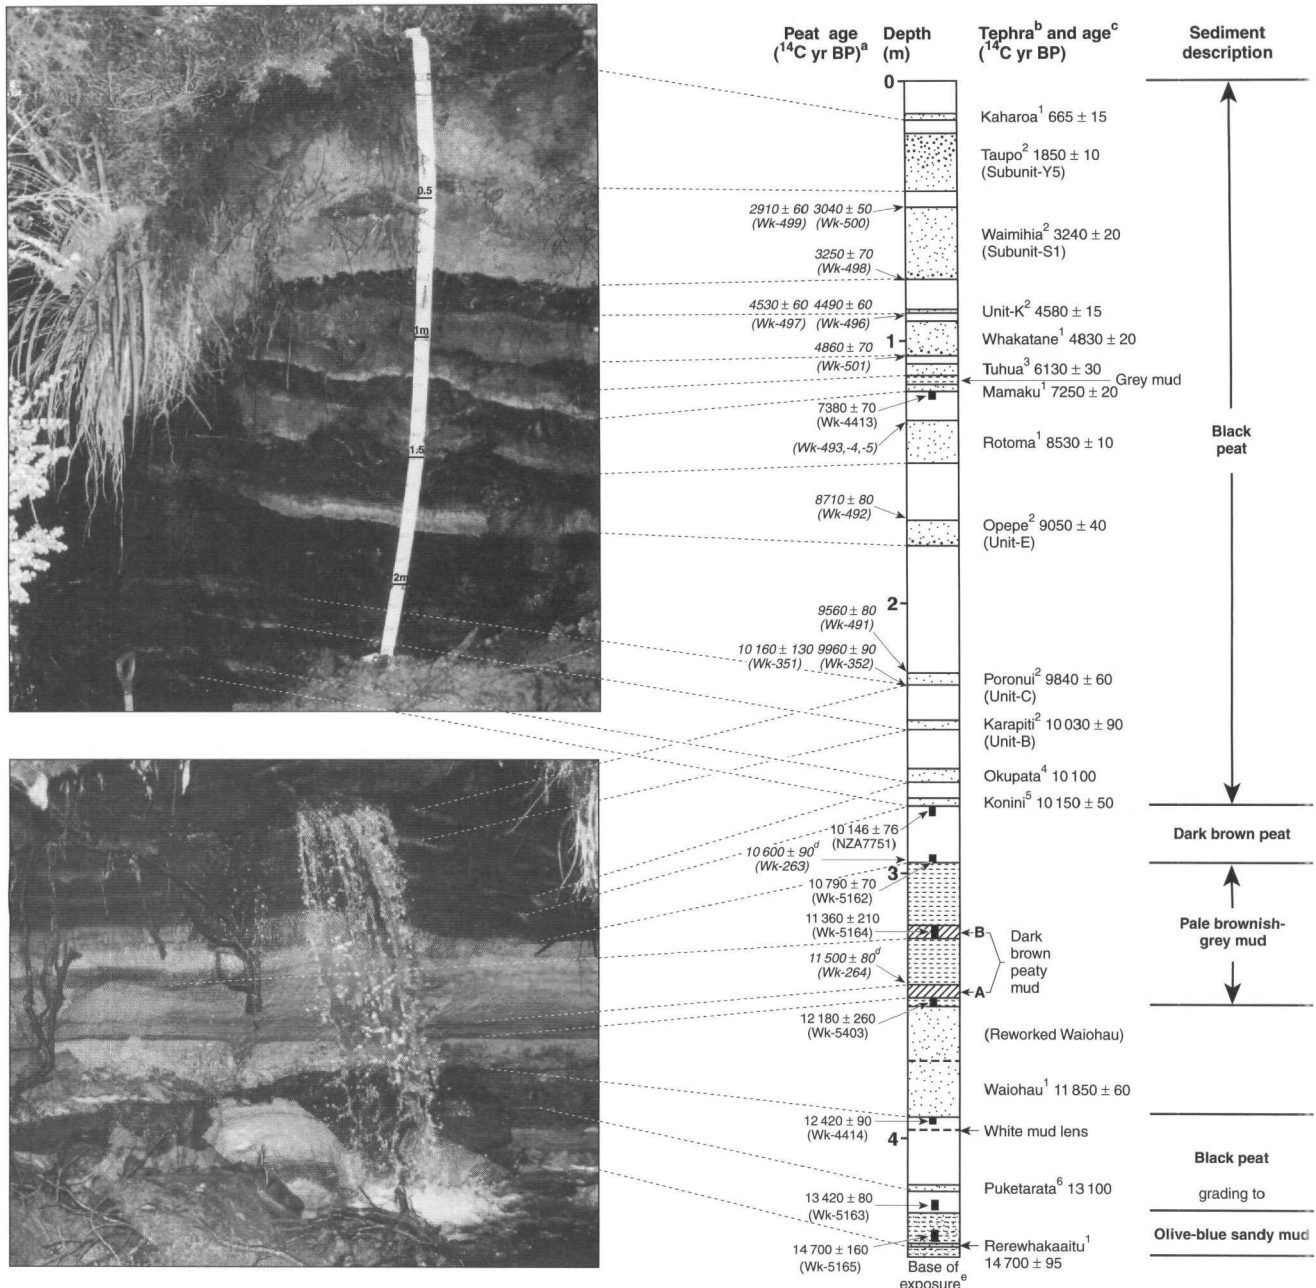 Peat age
(¹⁴C yr BP)ᵃ
Depth
(m)
Tephraᵇ and ageᶜ
(¹⁴C yr BP)
Sediment
description
0
Kaharoa¹ 665 ± 15
Taupo² 1850 ± 10
(Subunit-Y5)
0.5
2910 ± 60 3040 ± 50
(Wk-499) (Wk-500)
Waimihia² 3240 ± 20
(Subunit-S1)
3250 ± 70
(Wk-498)
4530 ± 60 4490 ± 60
(Wk-497) (Wk-496)
Unit-K² 4580 ± 15
1m
1
Whakatane¹ 4830 ± 20
4860 ± 70
(Wk-501)
Tuhua³ 6130 ± 30
Grey mud
Mamaku¹ 7250 ± 20
7380 ± 70
(Wk-4413)
Black
peat
1.5
(Wk-493,-4,-5)
Rotoma¹ 8530 ± 10
8710 ± 80
(Wk-492)
Opepe² 9050 ± 40
(Unit-E)
2m
2
9560 ± 80
(Wk-491)
10 160 ± 130 9960 ± 90
(Wk-351) (Wk-352)
Poronui² 9840 ± 60
(Unit-C)
Karapiti² 10 030 ± 90
(Unit-B)
Okupata⁴ 10 100
Konini⁵ 10 150 ± 50
10 146 ± 76
(NZA7751)
Dark brown peat
10 600 ± 90ᵈ
(Wk-263)
3
10 790 ± 70
(Wk-5162)
11 360 ± 210
(Wk-5164)
B
Dark
brown
peaty
mud
Pale brownish-
grey mud
11 500 ± 80ᵈ
(Wk-264)
A
12 180 ± 260
(Wk-5403)
(Reworked Waiohau)
Waiohau¹ 11 850 ± 60
12 420 ± 90
(Wk-4414)
White mud lens
4
Black peat
Puketarata⁶ 13 100
grading to
13 420 ± 80
(Wk-5163)
Olive-blue sandy mud
14 700 ± 160
(Wk-5165)
Rerewhakaaitu¹
14 700 ± 95
Base of
exposureᵉ